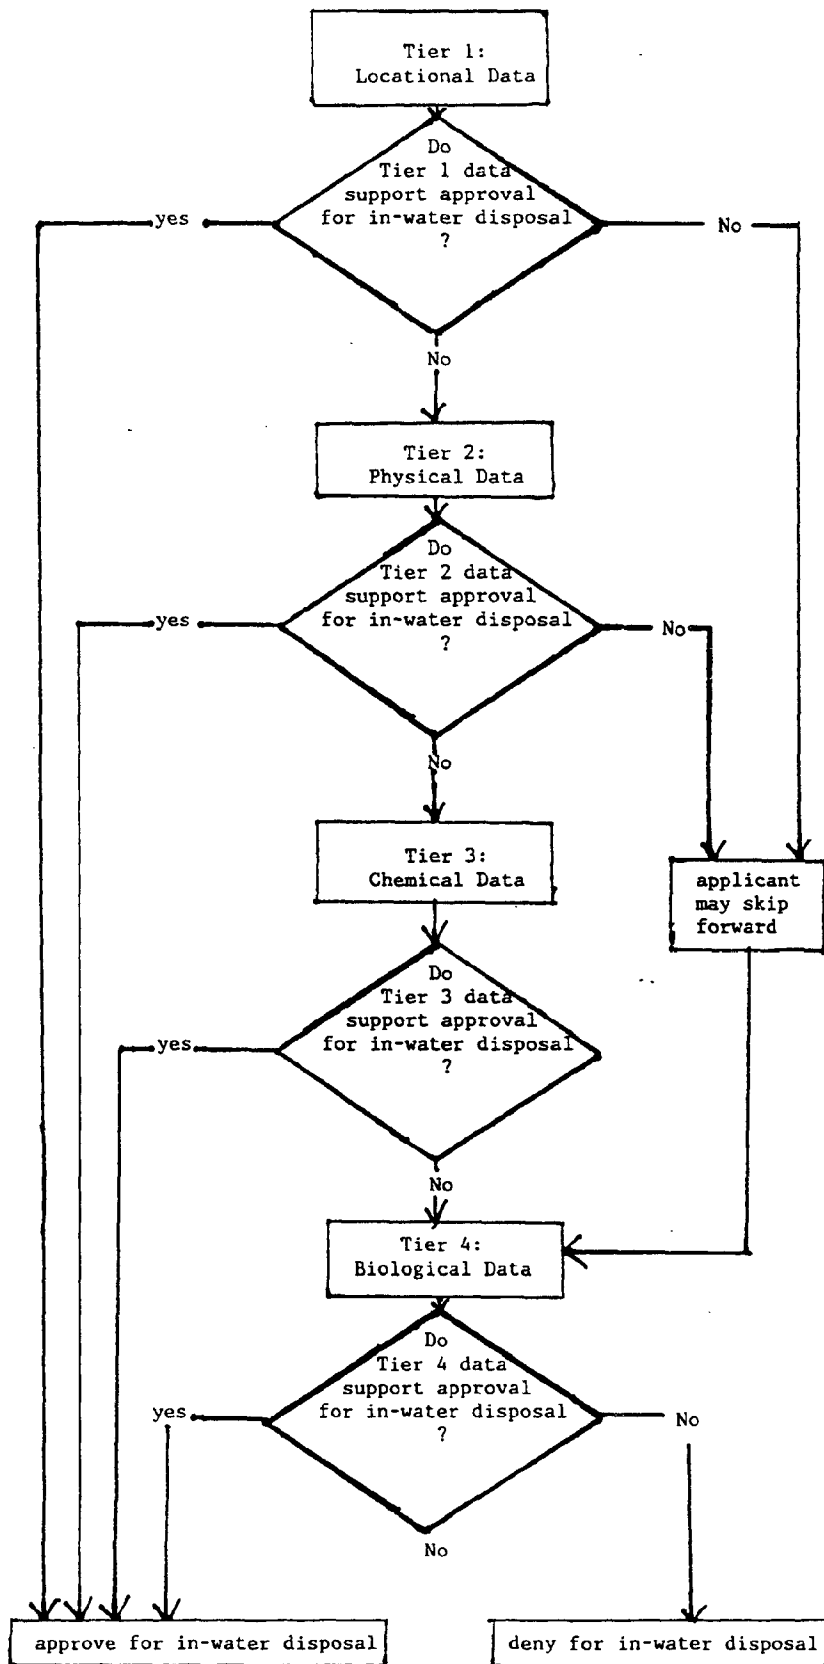 Tier 1:
Locational Data
Do
Tier 1 data
support approval
for in-water disposal
?
yes
No
No
Tier 2:
Physical Data
Do
Tier 2 data
support approval
for in-water disposal
?
yes
No
No
Tier 3:
Chemical Data
applicant
may skip
forward
Do
Tier 3 data
support approval
for in-water disposal
?
yes
No
Tier 4:
Biological Data
Do
Tier 4 data
support approval
for in-water disposal
?
yes
No
No
approve for in-water disposal
deny for in-water disposal